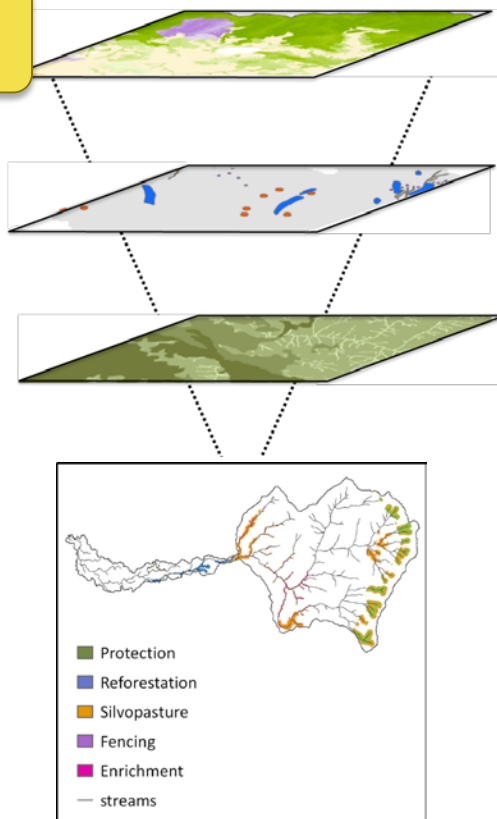 Protection
Reforestation
Silvopasture
Fencing
Enrichment
streams